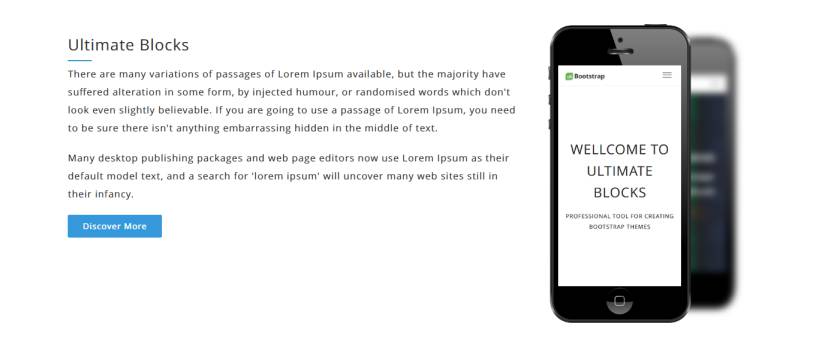 Ultimate Blocks
There are many variations of passages of Lorem Ipsum available, but the majority have
suffered alteration in some form, by injected humour, or randomised words which don't
look even slightly believable. If you are going to use a passage of Lorem Ipsum, you need
to be sure there isn't anything embarrassing hidden in the middle of text.
Many desktop publishing packages and web page editors now use Lorem Ipsum as their
default model text, and a search for 'lorem ipsum' will uncover many web sites still in
their infancy.
Discover More
Bootstrap
WELLCOME TO
ULTIMATE
BLOCKS
PROFESSIONAL TOOL FOR CREATING
BOOTSTRAP THEMES